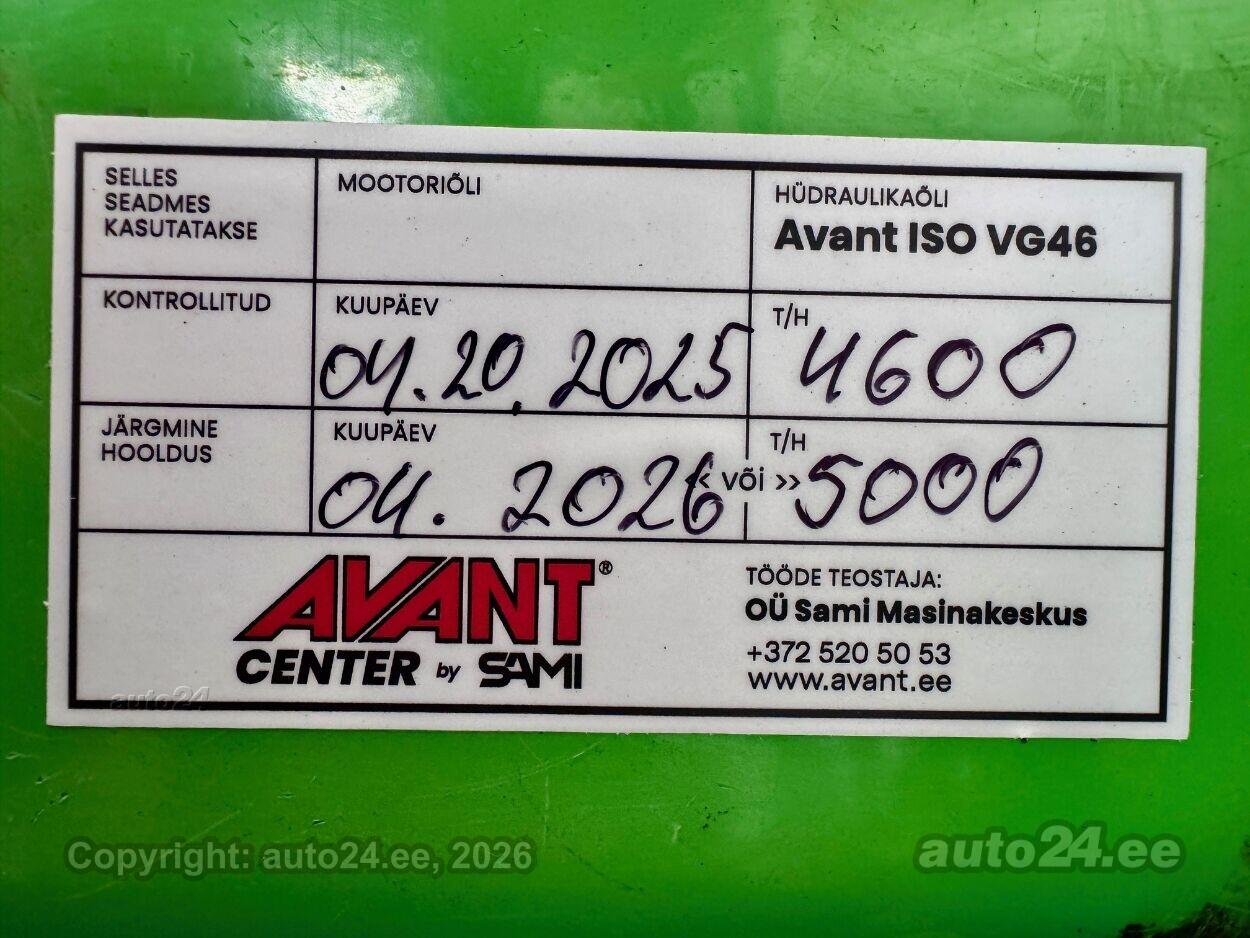 SELLES
SEADMES
KASUTATAKSE
MOOTORIÕLI
HÜDRAULIKAÕLI
Avant ISO VG46
KONTROLLITUD
KUUPÄEV
04.20.2025
T/H
4600
JÄRGMINE
HOOLDUS
KUUPÄEV
04. 2026
<< või >>
T/H
5000
AVANT®
CENTER by SAMI
TÖÖDE TEOSTAJA:
OÜ Sami Masinakeskus
+372 520 50 53
www.avant.ee
auto24
Copyright: auto24.ee, 2026
auto24.ee